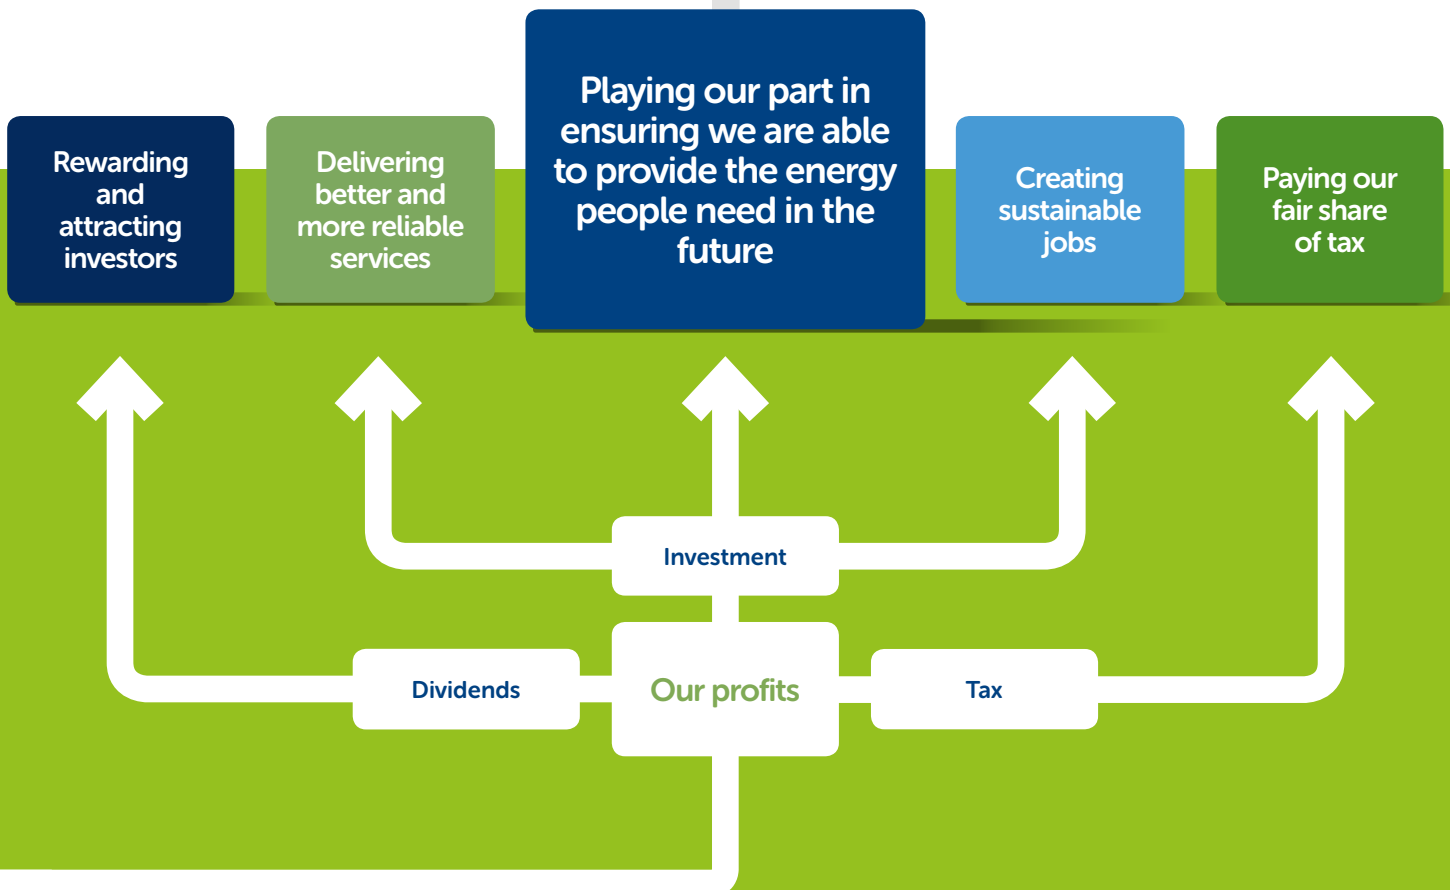 Playing our part in
ensuring we are able
to provide the energy
people need in the
future
Rewarding
and
attracting
investors
Delivering
better and
more reliable
services
Creating
sustainable
jobs
Paying our
fair share
of tax
Investment
Dividends
Our profits
Tax